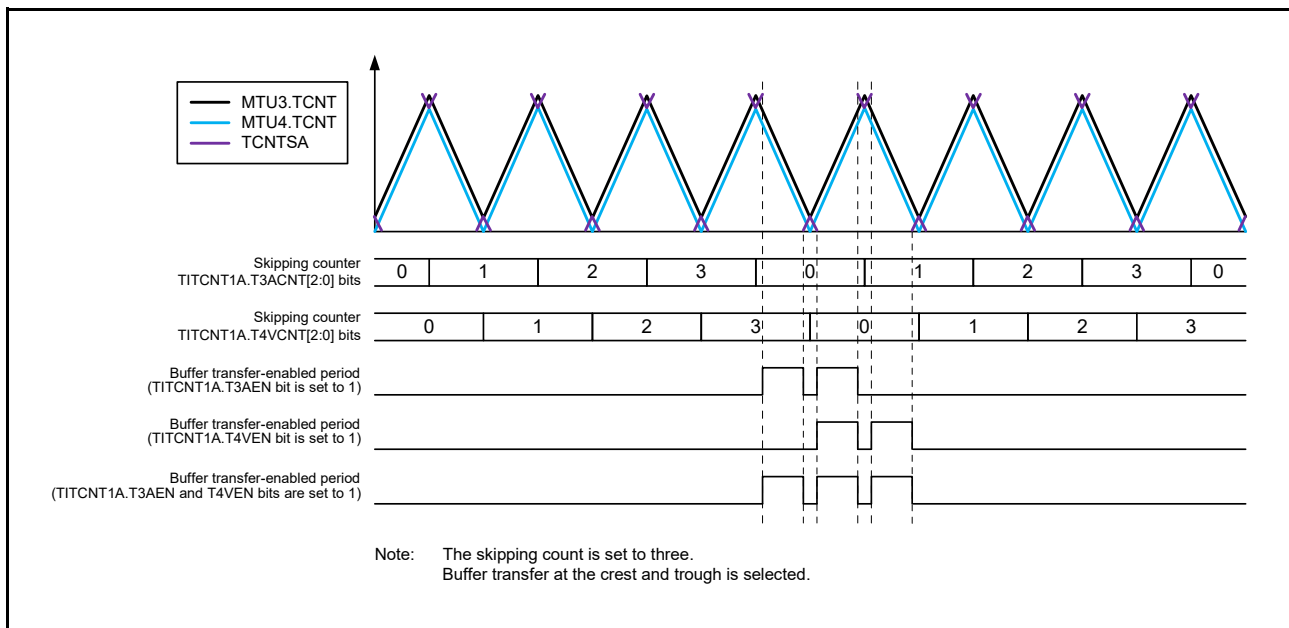 MTU3.TCNT
MTU4.TCNT
TCNTSA
Skipping counter
TITCNT1A.T3ACNT[2:0] bits
0 1 2 3 0 1 2 3 0
Skipping counter
TITCNT1A.T4VCNT[2:0] bits
0 1 2 3 0 1 2 3
Buffer transfer-enabled period
(TITCNT1A.T3AEN bit is set to 1)
Buffer transfer-enabled period
(TITCNT1A.T4VEN bit is set to 1)
Buffer transfer-enabled period
(TITCNT1A.T3AEN and T4VEN bits are set to 1)
Note: The skipping count is set to three.
Buffer transfer at the crest and trough is selected.